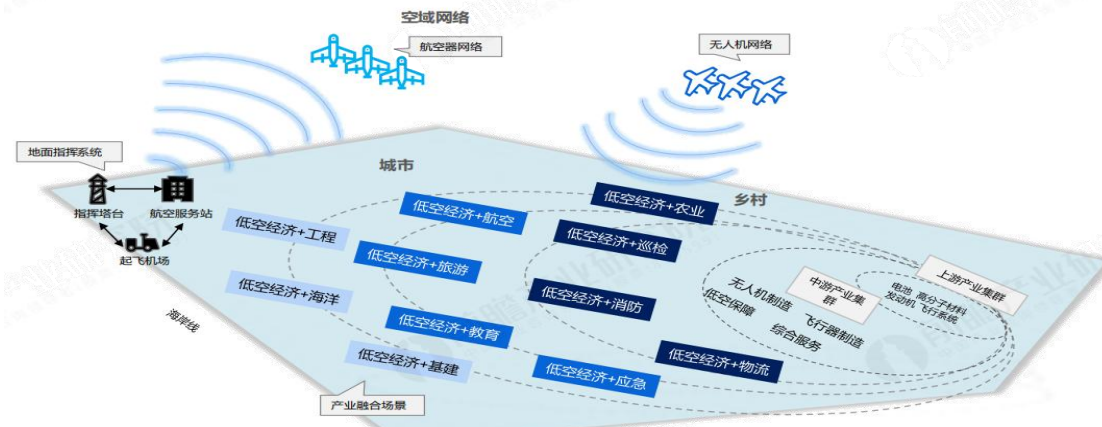 空域网络
航空器网络
无人机网络
地面指挥系统
城市
乡村
指挥塔台
航空服务站
起飞机场
海岸线
低空经济+农业
低空经济+航空
低空经济+工程
低空经济+巡检
低空经济+旅游
低空经济+海洋
低空经济+消防
低空经济+教育
低空经济+基建
低空经济+物流
低空经济+应急
上游产业集群
中游产业集
群
电池 高分子材料
发动机 飞行系统
无人机制造
低空保障
飞行器制造
综合服务
产业融合场景